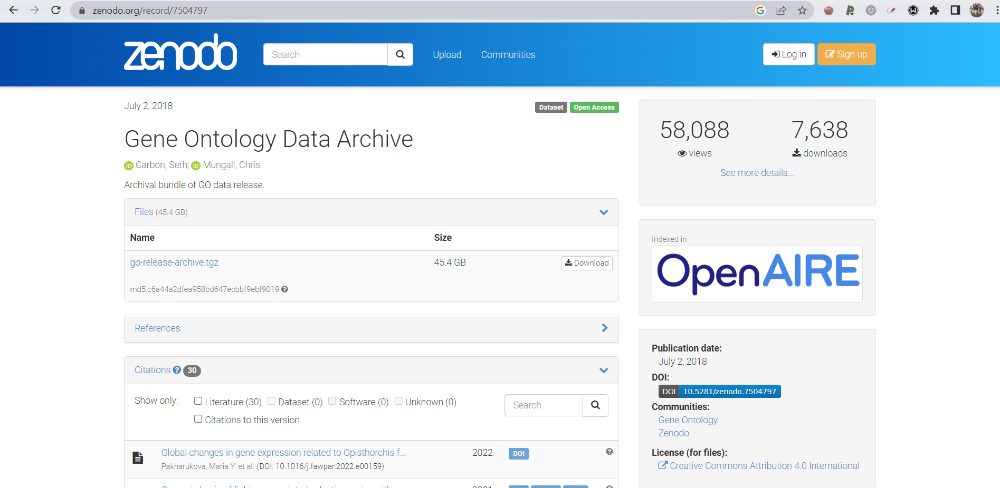 zenodo.org/record/7504797
zenodo
Search
Upload
Communities
Log in
Sign up
July 2, 2018
Dataset
Open Access
Gene Ontology Data Archive
iD Carbon, Seth; iD Mungall, Chris
Archival bundle of GO data release.
Files (45.4 GB)
Name Size
go-release-archive.tgz 45.4 GB Download
md5:c6a44a2dfea958bd647ecbbf9ebf9019 ?
References
Citations ? 30
Show only: Literature (30) Dataset (0) Software (0) Unknown (0)
Citations to this version
Search
Global changes in gene expression related to Opisthorchis f... 2022 DOI ?
Pakharukova, Maria Y. et al. (DOI: 10.1016/j.fawpar.2022.e00159)
58,088 7,638
views downloads
See more details...
Indexed in
OpenAIRE
Publication date:
July 2, 2018
DOI:
DOI 10.5281/zenodo.7504797
Communities:
Gene Ontology
Zenodo
License (for files):
Creative Commons Attribution 4.0 International